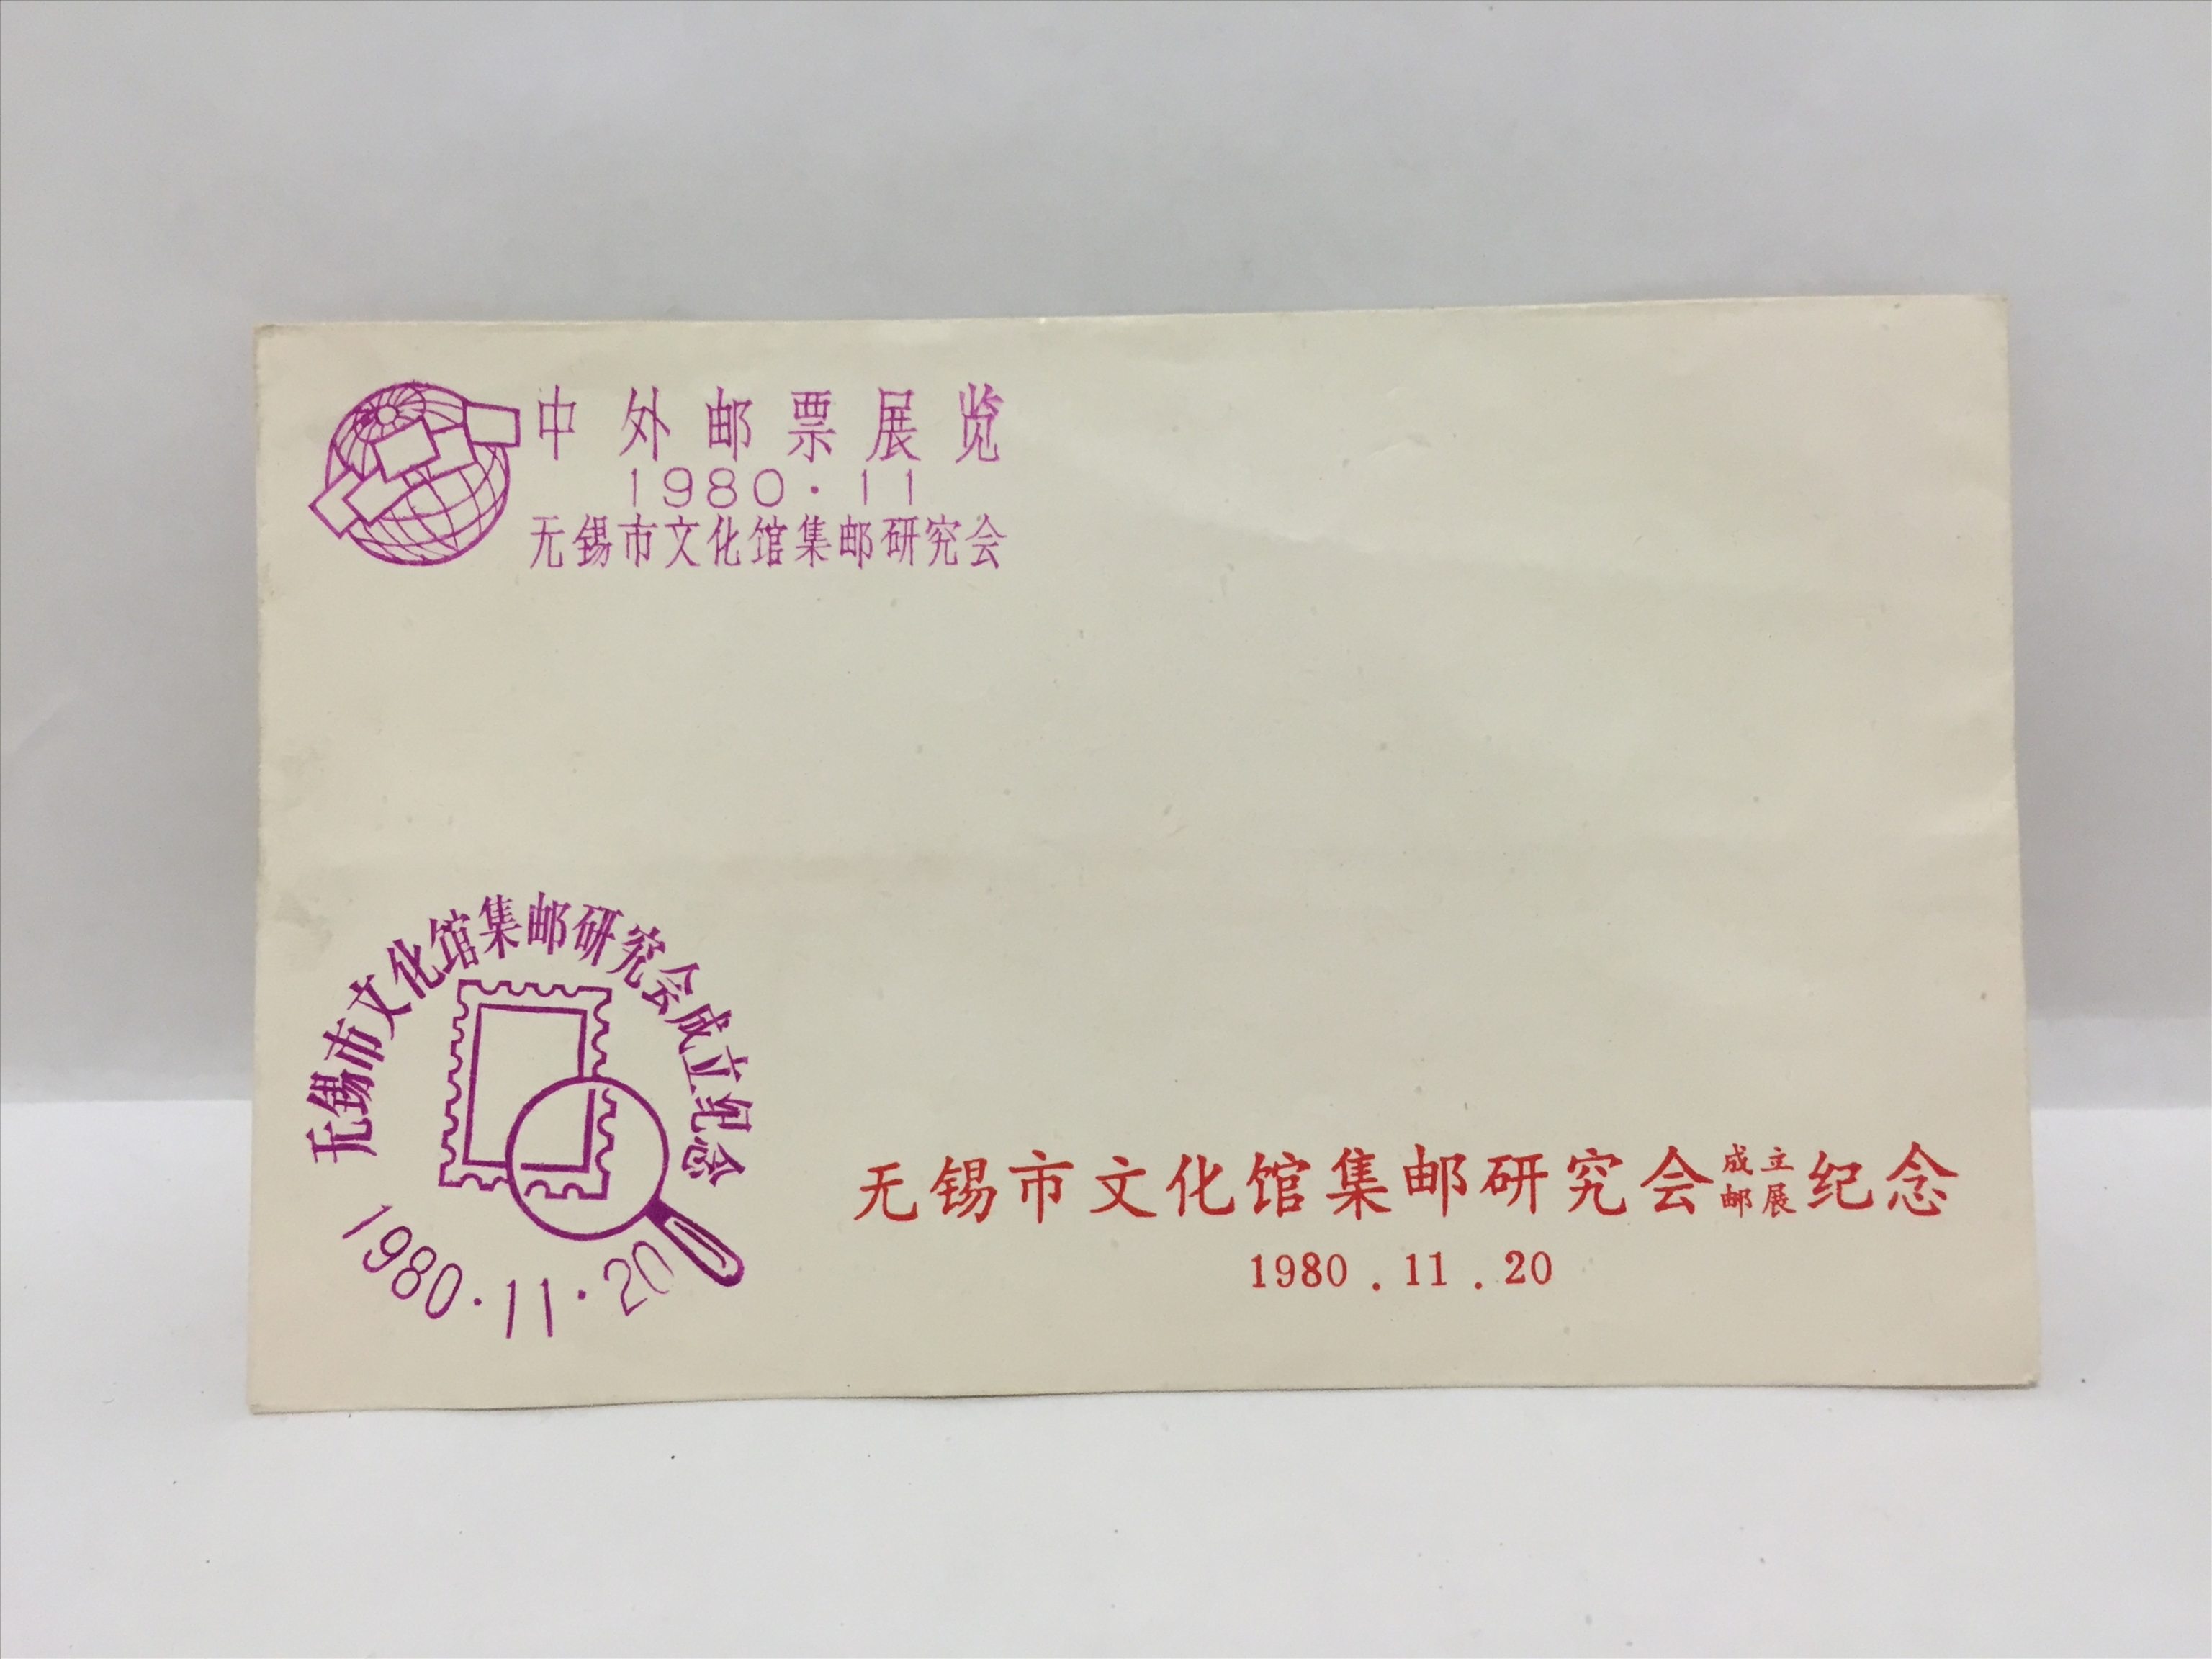 中外邮票展览
1980·11
无锡市文化馆集邮研究会
无锡市文化馆集邮研究会成立纪念
1980·11·20
无锡市文化馆集邮研究会成立邮展纪念
1980.11.20